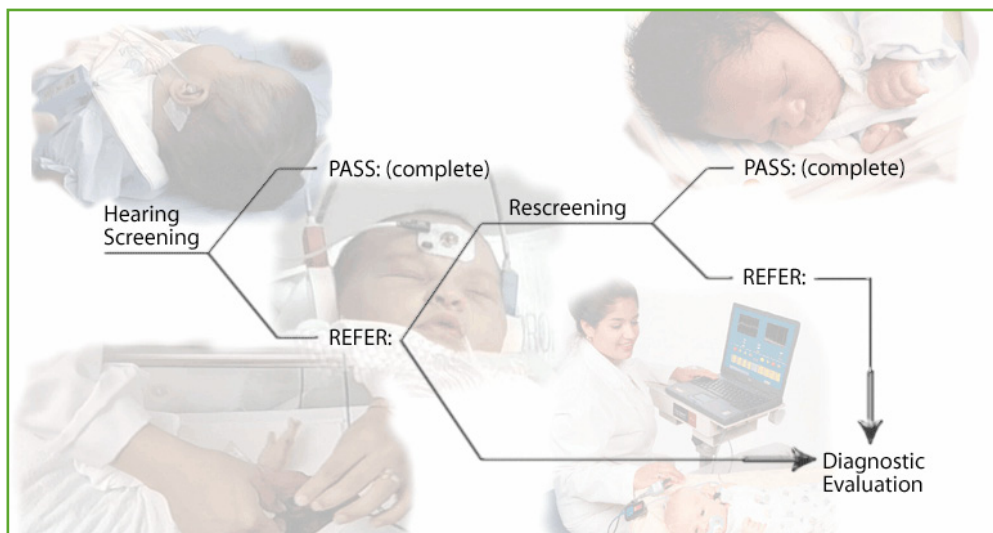 PASS: (complete)
PASS: (complete)
Hearing
Screening
Rescreening
REFER:
REFER:
Diagnostic
Evaluation